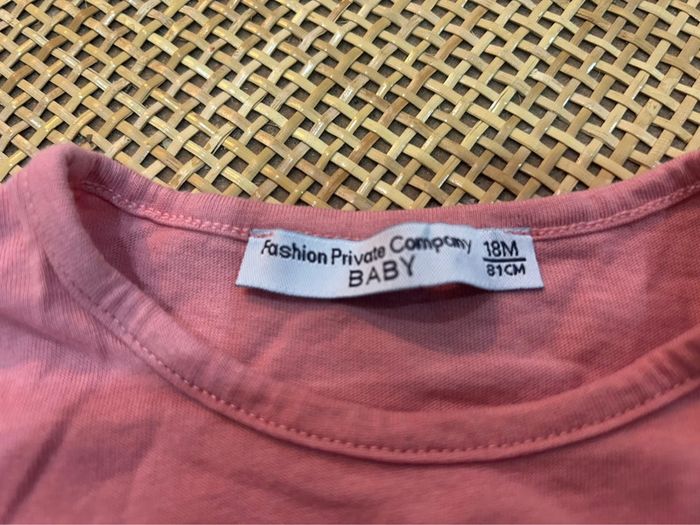 Fashion Private Company
BABY
18M
81CM